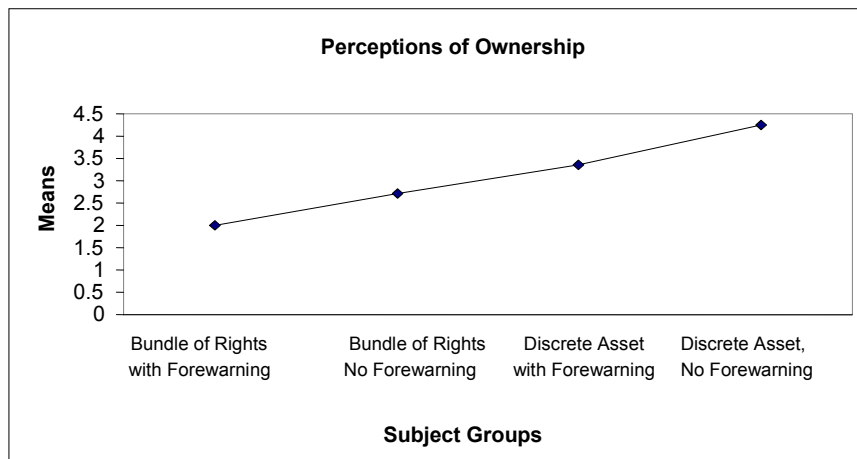 Perceptions of Ownership
4.5
4
3.5
3
2.5
2
1.5
1
0.5
0
Means
Bundle of Rights
with Forewarning
Bundle of Rights
No Forewarning
Discrete Asset
with Forewarning
Discrete Asset,
No Forewarning
Subject Groups